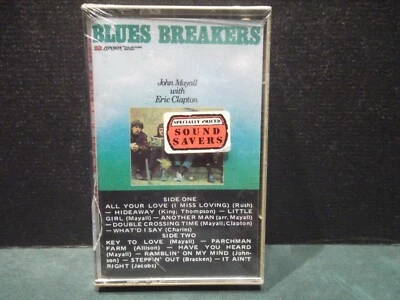 BLUES BREAKERS
LONDON
John Mayall
with
Eric Clapton
SPECIALLY PRICED
SOUND
SAVERS
SIDE ONE
ALL YOUR LOVE (I MISS LOVING) (Rush)
— HIDEAWAY (King; Thompson) — LITTLE
GIRL (Mayall) — ANOTHER MAN (arr. Mayall)
— DOUBLE CROSSING TIME (Mayall, Clapton)
— WHAT'D I SAY (Charles)
SIDE TWO
KEY TO LOVE (Mayall) — PARCHMAN
FARM (Allison) — HAVE YOU HEARD
(Mayall) — RAMBLIN' ON MY MIND (John-
son) — STEPPIN' OUT (Bracken) — IT AIN'T
RIGHT (Jacobs)